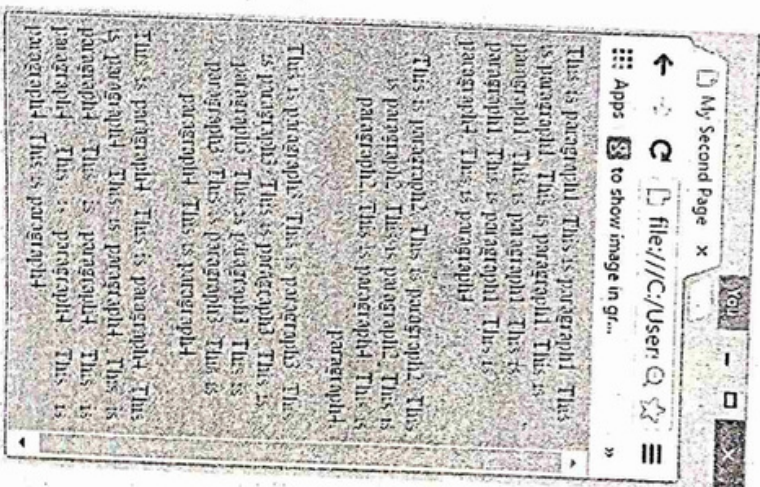 My Second Page × You
file:///C:/User:
Apps to show image in gr... »
This is paragraph1 This is paragraph1 This
is paragraph1 This is paragraph1 This is
paragraph1 This is paragraph1 This is
paragraph1 This is paragraph1 This is
paragraph1 This is paragraph1
This is paragraph2 This is paragraph2 This
is paragraph2. This is paragraph2. This is
paragraph2. This is paragraph4 This is
paragraph4
This is paragraph3 This is paragraph3 This
is paragraph3 This is paragraph3 This is
paragraph3 This is paragraph3 This is
paragraph3 This is paragraph3 This is
paragraph4 This is paragraph4
This is paragraph4 This is paragraph4 This
is paragraph4 This is paragraph4 This is
paragraph4 This is paragraph4 This is
paragraph4 This is paragraph4 This is
paragraph4 This is paragraph4